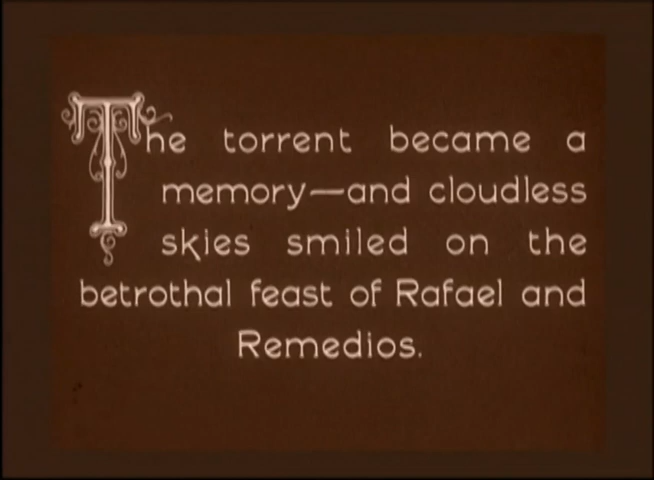 The torrent became a
memory—and cloudless
skies smiled on the
betrothal feast of Rafael and
Remedios.